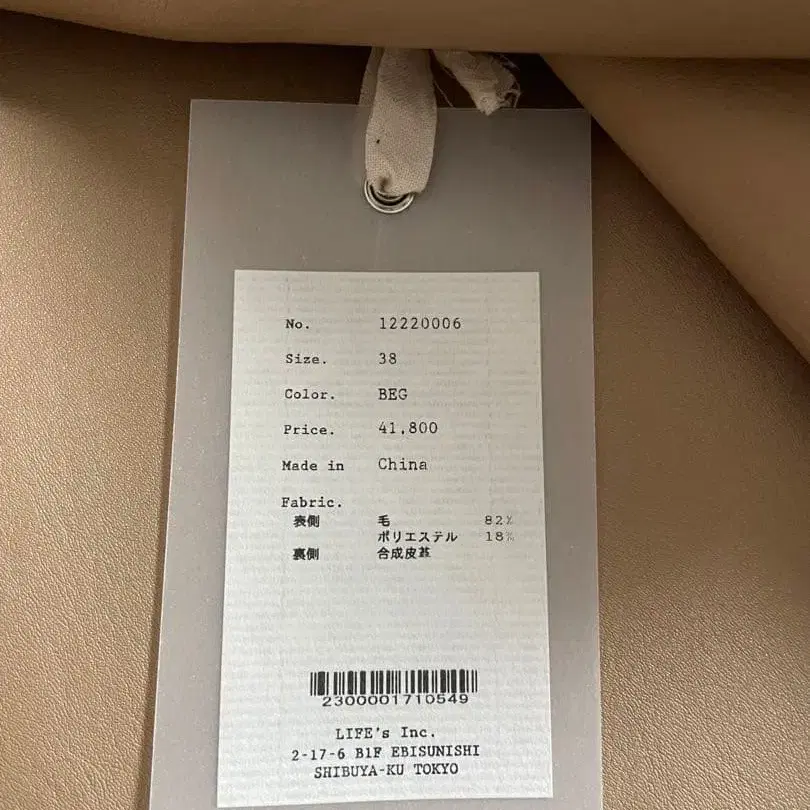 No. 12220006
Size. 38
Color. BEG
Price. 41,800
Made in China
Fabric.
表側 毛 82%
ポリエステル 18%
裏側 合成皮革
2300001710549
LIFE's Inc.
2-17-6 B1F EBISUNISHI
SHIBUYA-KU TOKYO